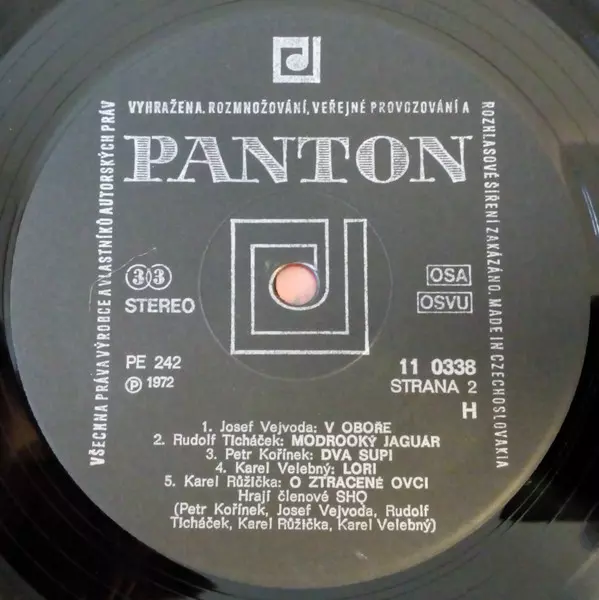 VŠECHNA PRÁVA VÝROBCE A VLASTNÍKŮ AUTORSKÝCH PRÁV
VYHRAŽENA. ROZMNOŽOVÁNÍ, VEŘEJNÉ PROVOZOVÁNÍ A
ROZHLASOVÉ ŠÍŘENÍ ZAKÁZÁNO. MADE IN CZECHOSLOVAKIA
PANTON
33
STEREO
OSA
OSVU
PE 242
Ⓟ 1972
11 0338
STRANA 2
H
1. Josef Vejvoda: V OBOŘE
2. Rudolf Ticháček: MODROOKÝ JAGUÁR
3. Petr Kořínek: DVA SUPI
4. Karel Velebný: LORI
5. Karel Růžička: O ZTRACENÉ OVCI
Hrají členové SHQ
(Petr Kořínek, Josef Vejvoda, Rudolf
Ticháček, Karel Růžička, Karel Velebný)